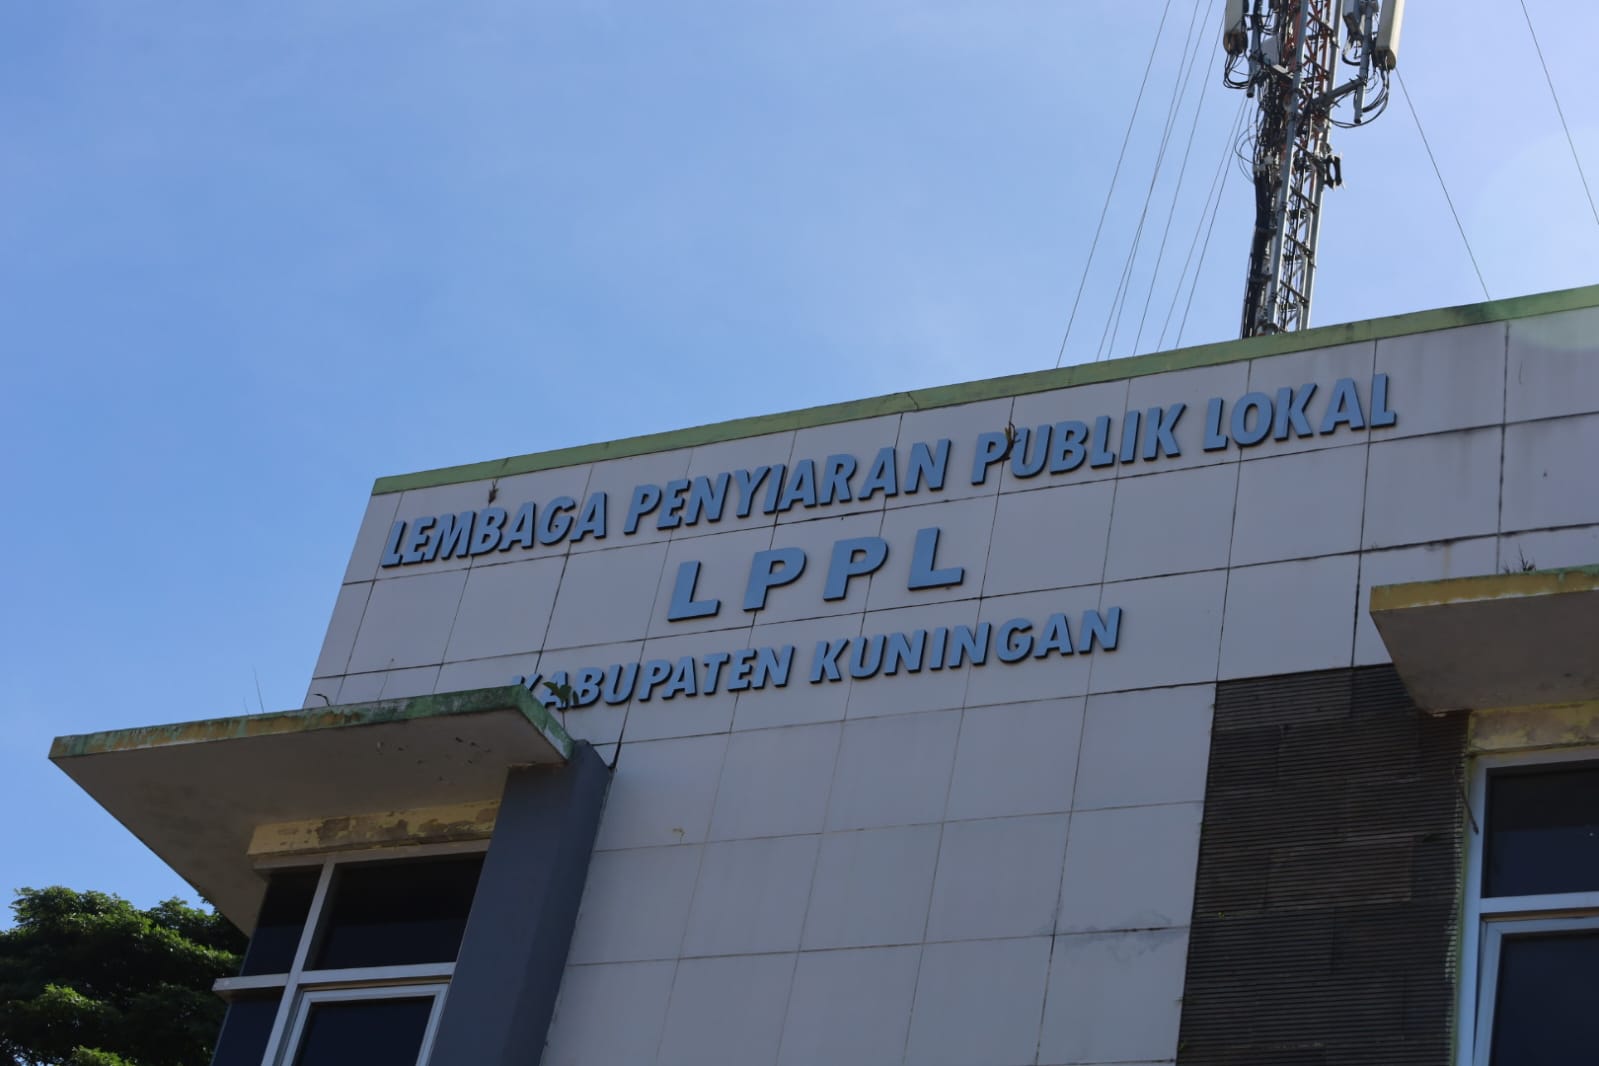 LEMBAGA PENYIARAN PUBLIK LOKAL
LPPL
KABUPATEN KUNINGAN